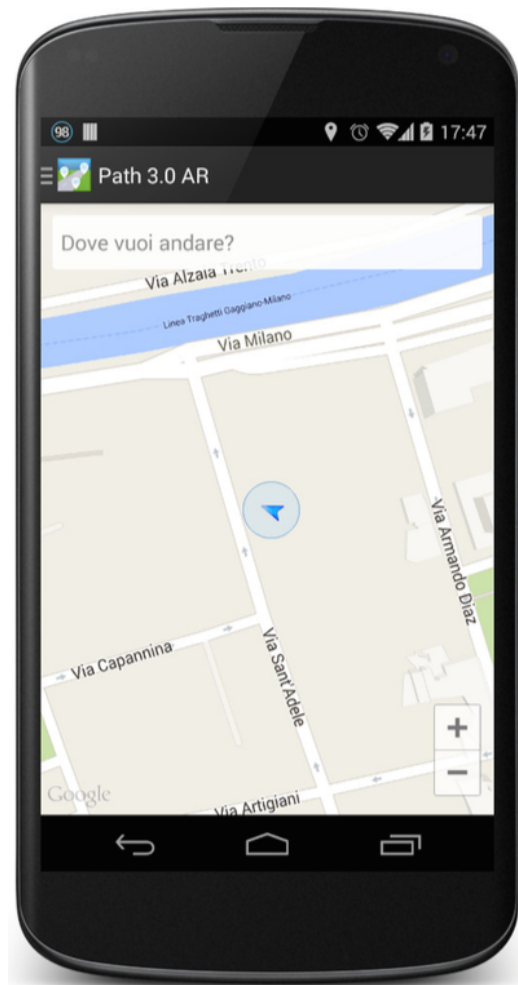 98
17:47
Path 3.0 AR
Dove vuoi andare?
Via Alzaia Trento
Linea Traghetti Gaggiano-Milano
Via Milano
Via Armando Diaz
Via Capannina
Via Sant'Adele
+
−
Google
Via Artigiani